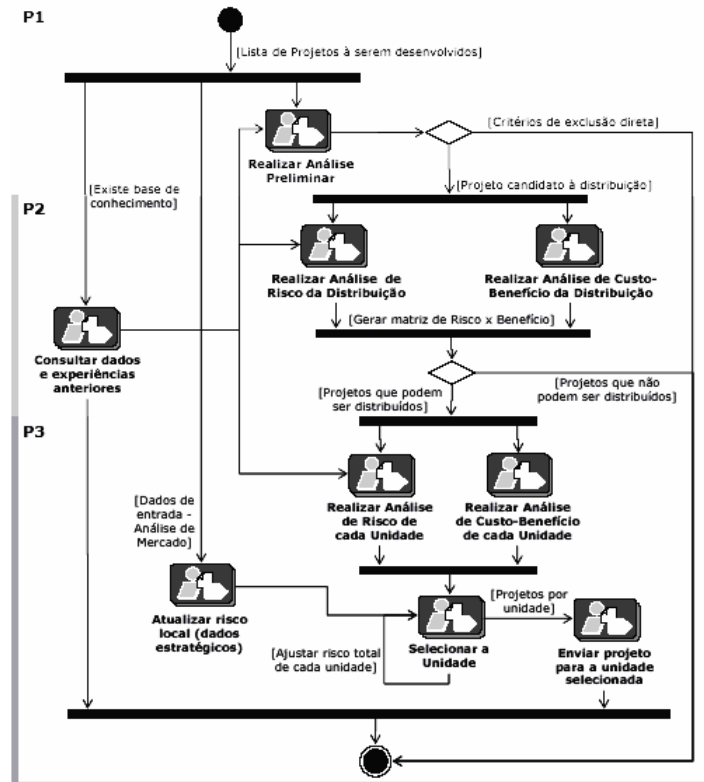 P1
[Lista de Projetos à serem desenvolvidos]
[Critérios de exclusão direta]
Realizar Análise
Preliminar
[Existe base de
conhecimento]
[Projeto candidato à distribuição]
P2
Realizar Análise de
Risco da Distribuição
Realizar Análise de Custo-
Benefício da Distribuição
[Gerar matriz de Risco x Benefício]
Consultar dados
e experiências
anteriores
[Projetos que podem
ser distribuídos]
[Projetos que não
podem ser distribuídos]
P3
[Dados de
entrada -
Análise de
Mercado]
Realizar Análise
de Risco de
cada Unidade
Realizar Análise
de Custo-Benefício
de cada Unidade
[Projetos por
unidade]
Atualizar risco
local (dados
estratégicos)
[Ajustar risco total
de cada unidade]
Selecionar a
Unidade
Enviar projeto
para a unidade
selecionada